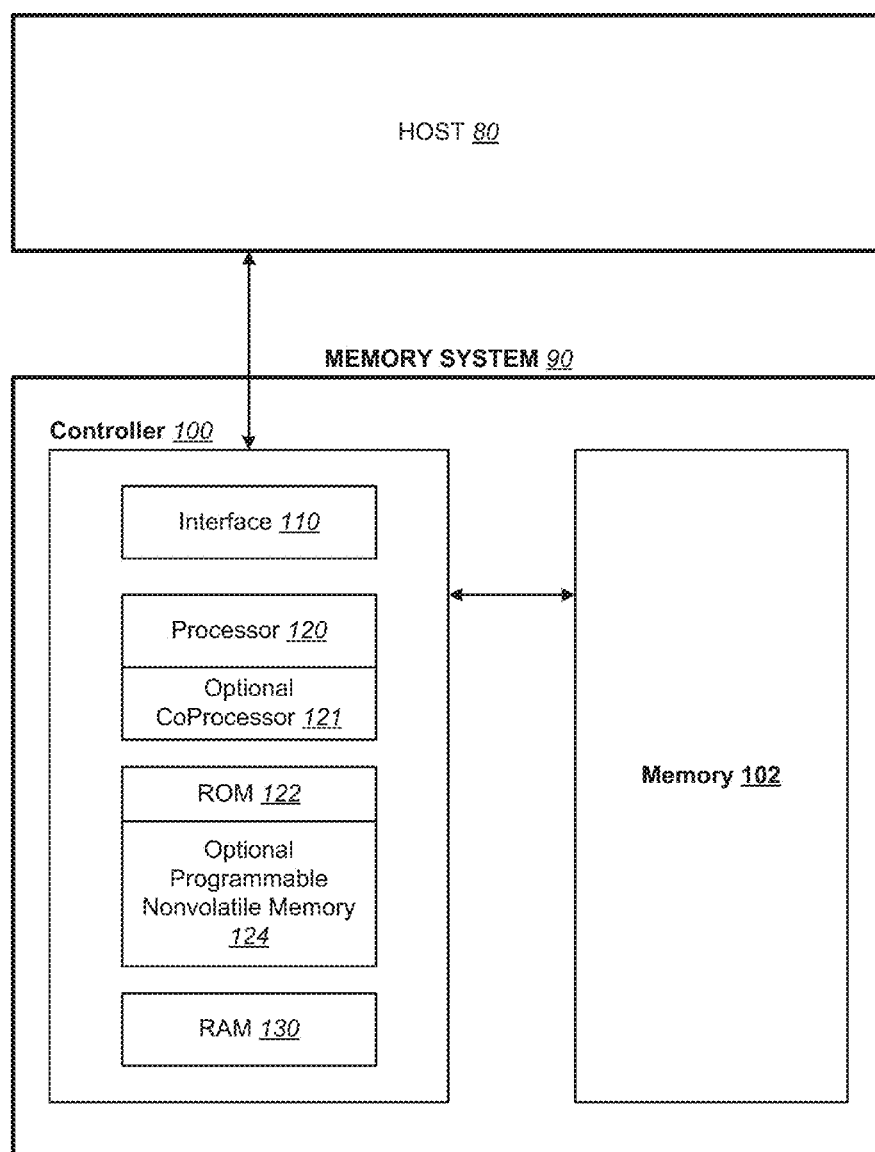 HOST 80
MEMORY SYSTEM 90
Controller 100
Interface 110
Processor 120
Optional
CoProcessor 121
ROM 122
Optional
Programmable
Nonvolatile Memory
124
RAM 130
Memory 102